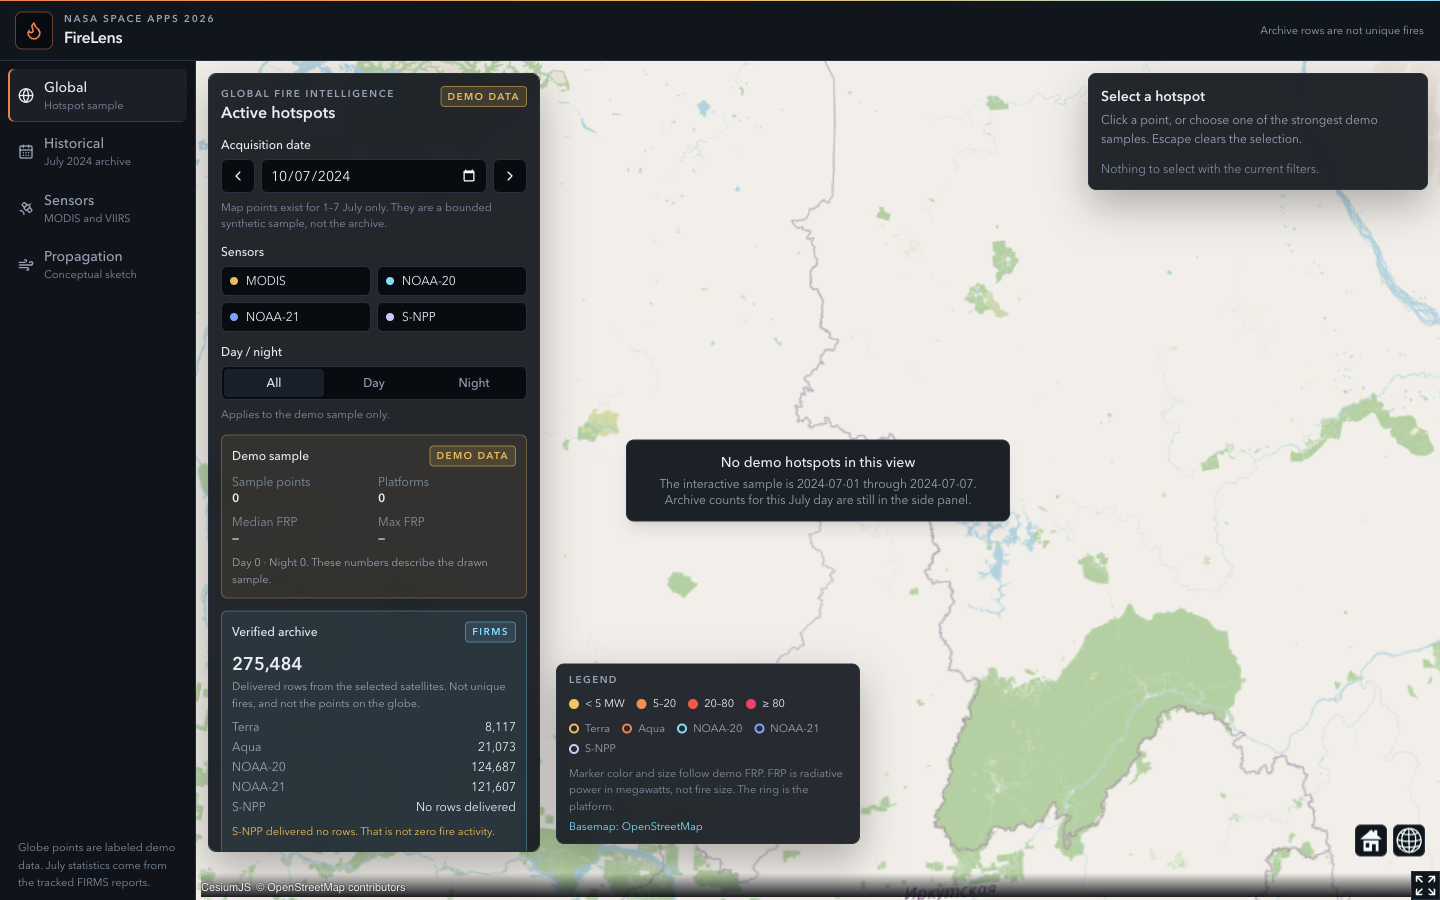 NASA SPACE APPS 2026
FireLens
Archive rows are not unique fires
Global
Hotspot sample
Historical
July 2024 archive
Sensors
MODIS and VIIRS
Propagation
Conceptual sketch
Globe points are labeled demo
data. July statistics come from
the tracked FIRMS reports.
GLOBAL FIRE INTELLIGENCE
DEMO DATA
Active hotspots
Acquisition date
10/07/2024
Map points exist for 1–7 July only. They are a bounded
synthetic sample, not the archive.
Sensors
MODIS
NOAA-20
NOAA-21
S-NPP
Day / night
All
Day
Night
Applies to the demo sample only.
Demo sample
DEMO DATA
Sample points
Platforms
0
0
Median FRP
Max FRP
–
–
Day 0 · Night 0. These numbers describe the drawn
sample.
Verified archive
FIRMS
275,484
Delivered rows from the selected satellites. Not unique
fires, and not the points on the globe.
Terra 8,117
Aqua 21,073
NOAA-20 124,687
NOAA-21 121,607
S-NPP No rows delivered
S-NPP delivered no rows. That is not zero fire activity.
Select a hotspot
Click a point, or choose one of the strongest demo
samples. Escape clears the selection.
Nothing to select with the current filters.
No demo hotspots in this view
The interactive sample is 2024-07-01 through 2024-07-07.
Archive counts for this July day are still in the side panel.
LEGEND
< 5 MW 5–20 20–80 ≥ 80
Terra Aqua NOAA-20 NOAA-21
S-NPP
Marker color and size follow demo FRP. FRP is radiative
power in megawatts, not fire size. The ring is the
platform.
Basemap: OpenStreetMap
CesiumJS © OpenStreetMap contributors
Иркутская